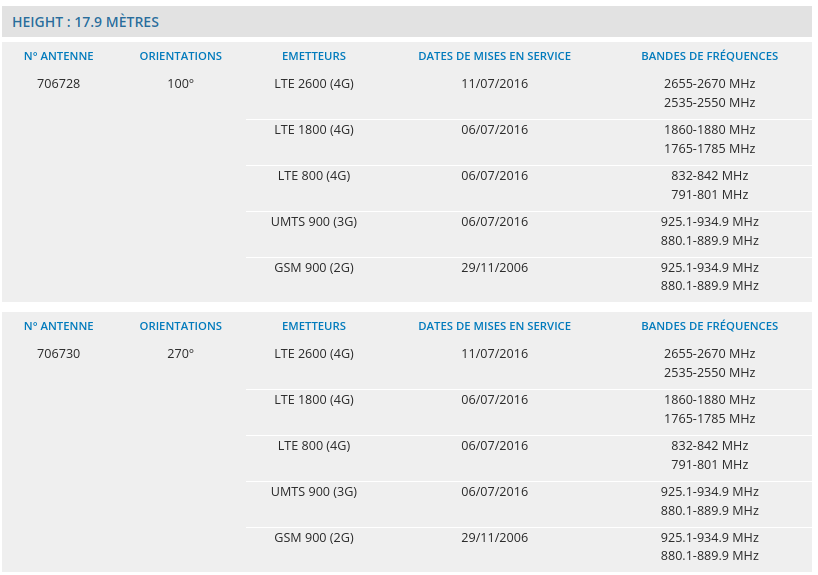 HEIGHT : 17.9 MÈTRES
N° ANTENNE ORIENTATIONS EMETTEURS DATES DE MISES EN SERVICE BANDES DE FRÉQUENCES
706728 100° LTE 2600 (4G) 11/07/2016 2655-2670 MHz
2535-2550 MHz
LTE 1800 (4G) 06/07/2016 1860-1880 MHz
1765-1785 MHz
LTE 800 (4G) 06/07/2016 832-842 MHz
791-801 MHz
UMTS 900 (3G) 06/07/2016 925.1-934.9 MHz
880.1-889.9 MHz
GSM 900 (2G) 29/11/2006 925.1-934.9 MHz
880.1-889.9 MHz
N° ANTENNE ORIENTATIONS EMETTEURS DATES DE MISES EN SERVICE BANDES DE FRÉQUENCES
706730 270° LTE 2600 (4G) 11/07/2016 2655-2670 MHz
2535-2550 MHz
LTE 1800 (4G) 06/07/2016 1860-1880 MHz
1765-1785 MHz
LTE 800 (4G) 06/07/2016 832-842 MHz
791-801 MHz
UMTS 900 (3G) 06/07/2016 925.1-934.9 MHz
880.1-889.9 MHz
GSM 900 (2G) 29/11/2006 925.1-934.9 MHz
880.1-889.9 MHz